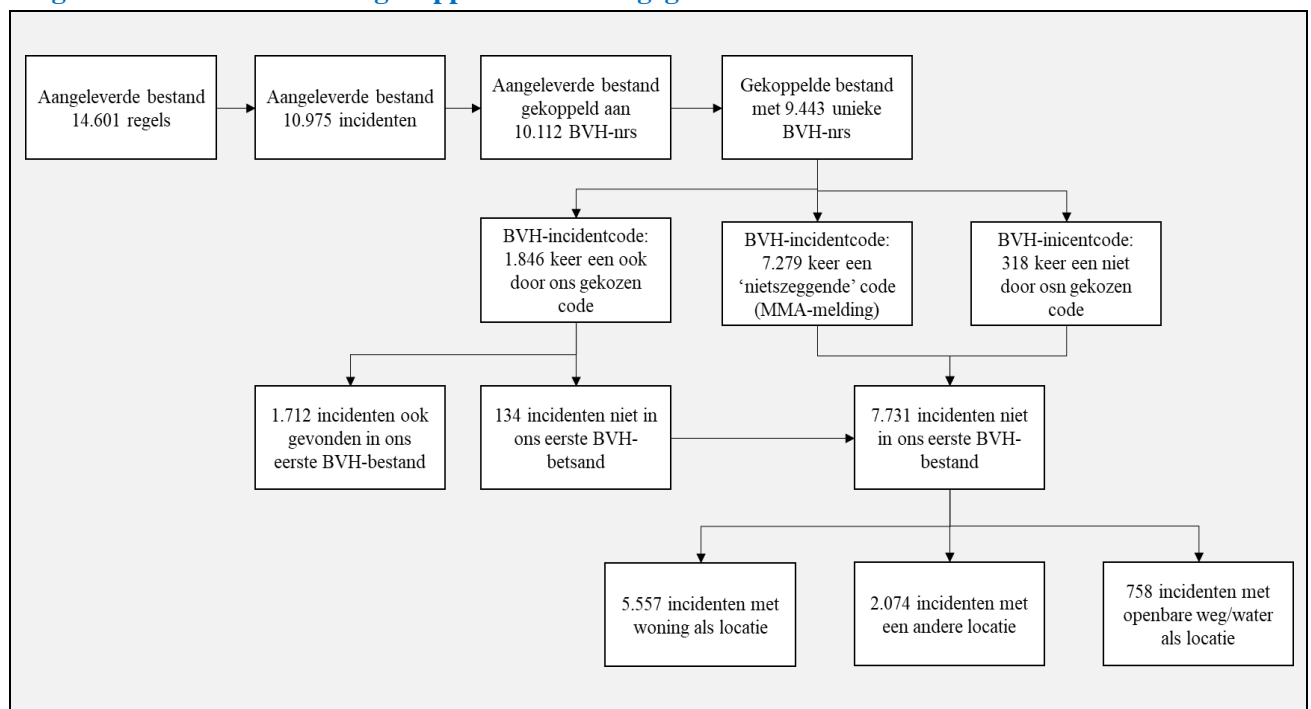 Aangeleverde bestand
14.601 regels
Aangeleverde bestand
10.975 incidenten
Aangeleverde bestand
gekoppeld aan
10.112 BVH-nrs
Gekoppelde bestand
met 9.443 unieke
BVH-nrs
BVH-incidentcode:
1.846 keer een ook
door ons gekozen
code
BVH-incidentcode:
7.279 keer een
‘nietszeggende’ code
(MMA-melding)
BVH-inicentcode:
318 keer een niet
door osn gekozen
code
1.712 incidenten ook
gevonden in ons
eerste BVH-bestand
134 incidenten niet in
ons eerste BVH-
betsand
7.731 incidenten niet
in ons eerste BVH-
bestand
5.557 incidenten met
woning als locatie
2.074 incidenten met
een andere locatie
758 incidenten met
openbare weg/water
als locatie